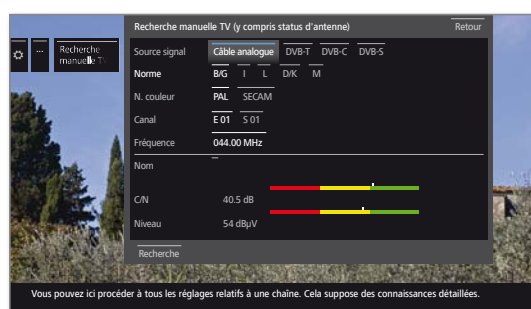 Recherche manuelle TV (y compris status d'antenne) Retour
...
Recherche
manuelle T
Source signal Câble analogue DVB-T DVB-C DVB-S
Norme B/G I L D/K M
N. couleur PAL SECAM
Canal E 01 S 01
Fréquence 044.00 MHz
Nom _
C/N 40.5 dB
Niveau 54 dBµV
Recherche
Vous pouvez ici procéder à tous les réglages relatifs à une chaîne. Cela suppose des connaissances détaillées.